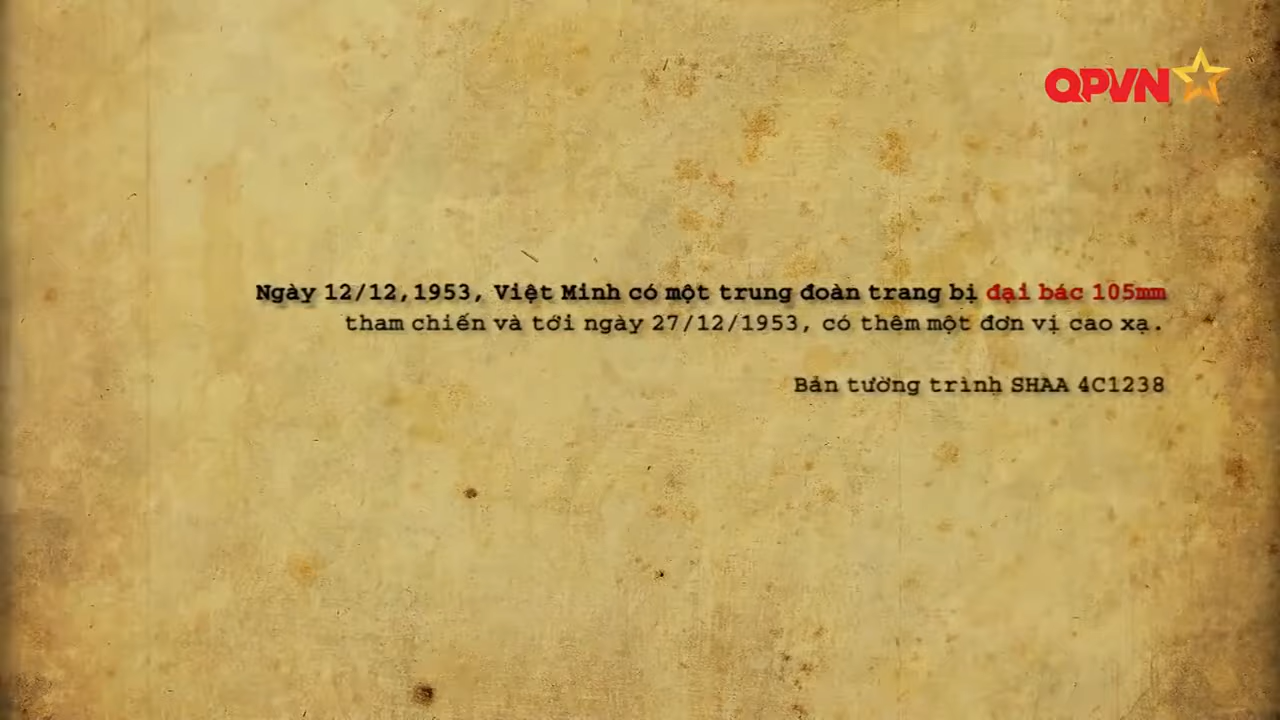 QPVN
Ngày 12/12,1953, Việt Minh có một trung đoàn trang bị đại bác 105mm
tham chiến và tới ngày 27/12/1953, có thêm một đơn vị cao xạ.
Bản tường trình SHAA 4C1238